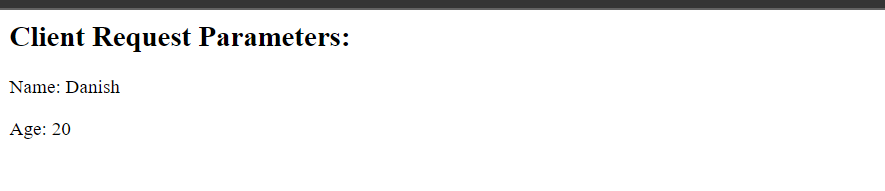 Client Request Parameters:
Name: Danish
Age: 20